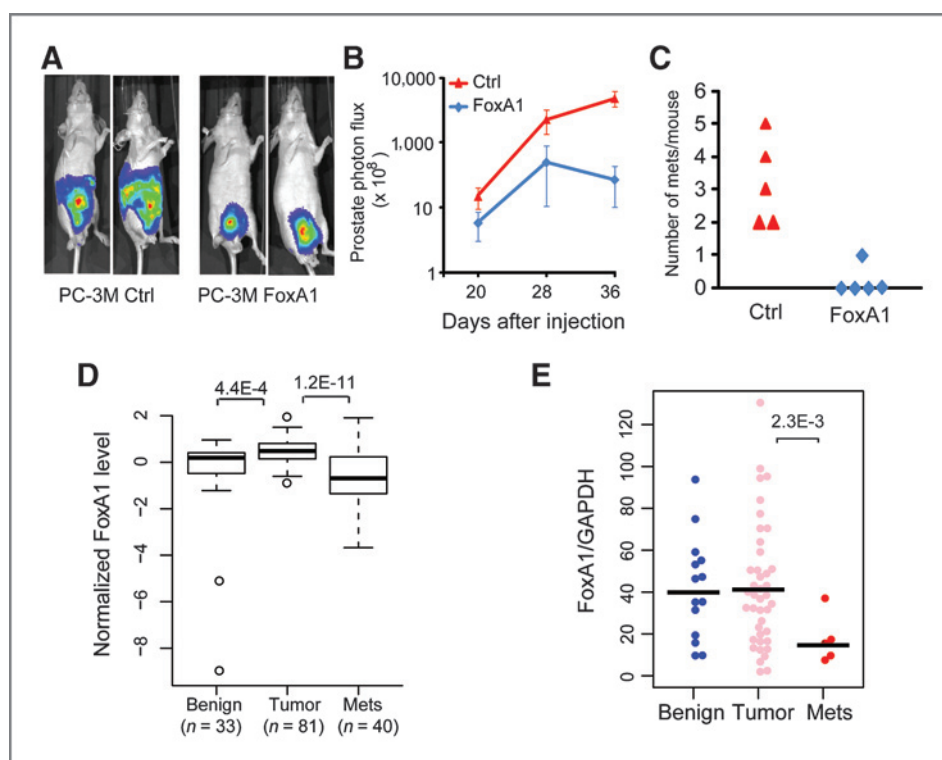 A
PC-3M Ctrl
PC-3M FoxA1
B
Prostate photon flux
(x 10⁸)
10,000
1.000
10
1
Ctrl
FoxA1
20
28
36
Days after injection
C
Number of mets/mouse
6
5
4
3
2
1
0
Ctrl
FoxA1
D
Normalized FoxA1 level
4.4E-4
1.2E-11
2
0
-2
-4
-6
-8
Benign
(n = 33)
Tumor
(n = 81)
Mets
(n = 40)
E
FoxA1/GAPDH
2.3E-3
120
100
80
60
40
20
0
Benign
Tumor
Mets